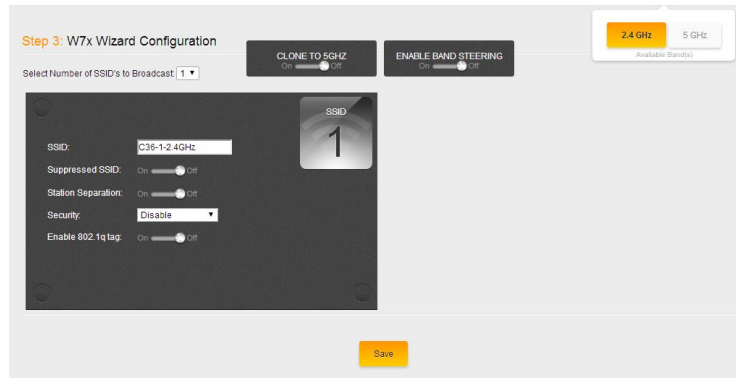 Step 3: W7x Wizard Configuration
2.4 GHz 5 GHz
Available Band(s)
CLONE TO 5GHZ
On Off
ENABLE BAND STEERING
On Off
Select Number of SSID's to Broadcast: 1
SSID
1
SSID: C36-1-2.4GHz
Suppressed SSID: On Off
Station Separation: On Off
Security: Disable
Enable 802.1q tag: On Off
Save